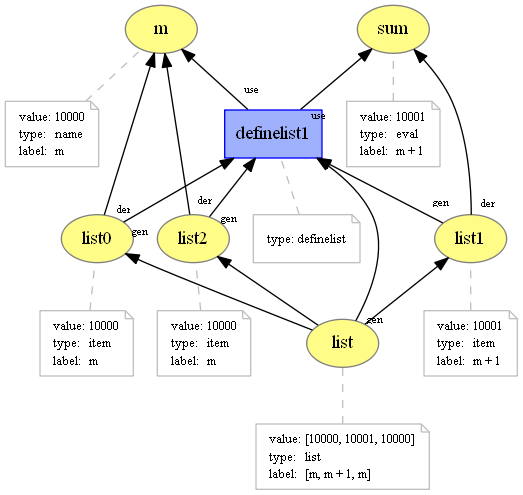 m
sum
use
value: 10000
type: name
label: m
use
value: 10001
type: eval
label: m + 1
definelist1
der
der
gen
der
gen
gen
list0
list2
type: definelist
list1
value: 10000
type: item
label: m
value: 10000
type: item
label: m
gen
list
value: 10001
type: item
label: m + 1
value: [10000, 10001, 10000]
type: list
label: [m, m + 1, m]